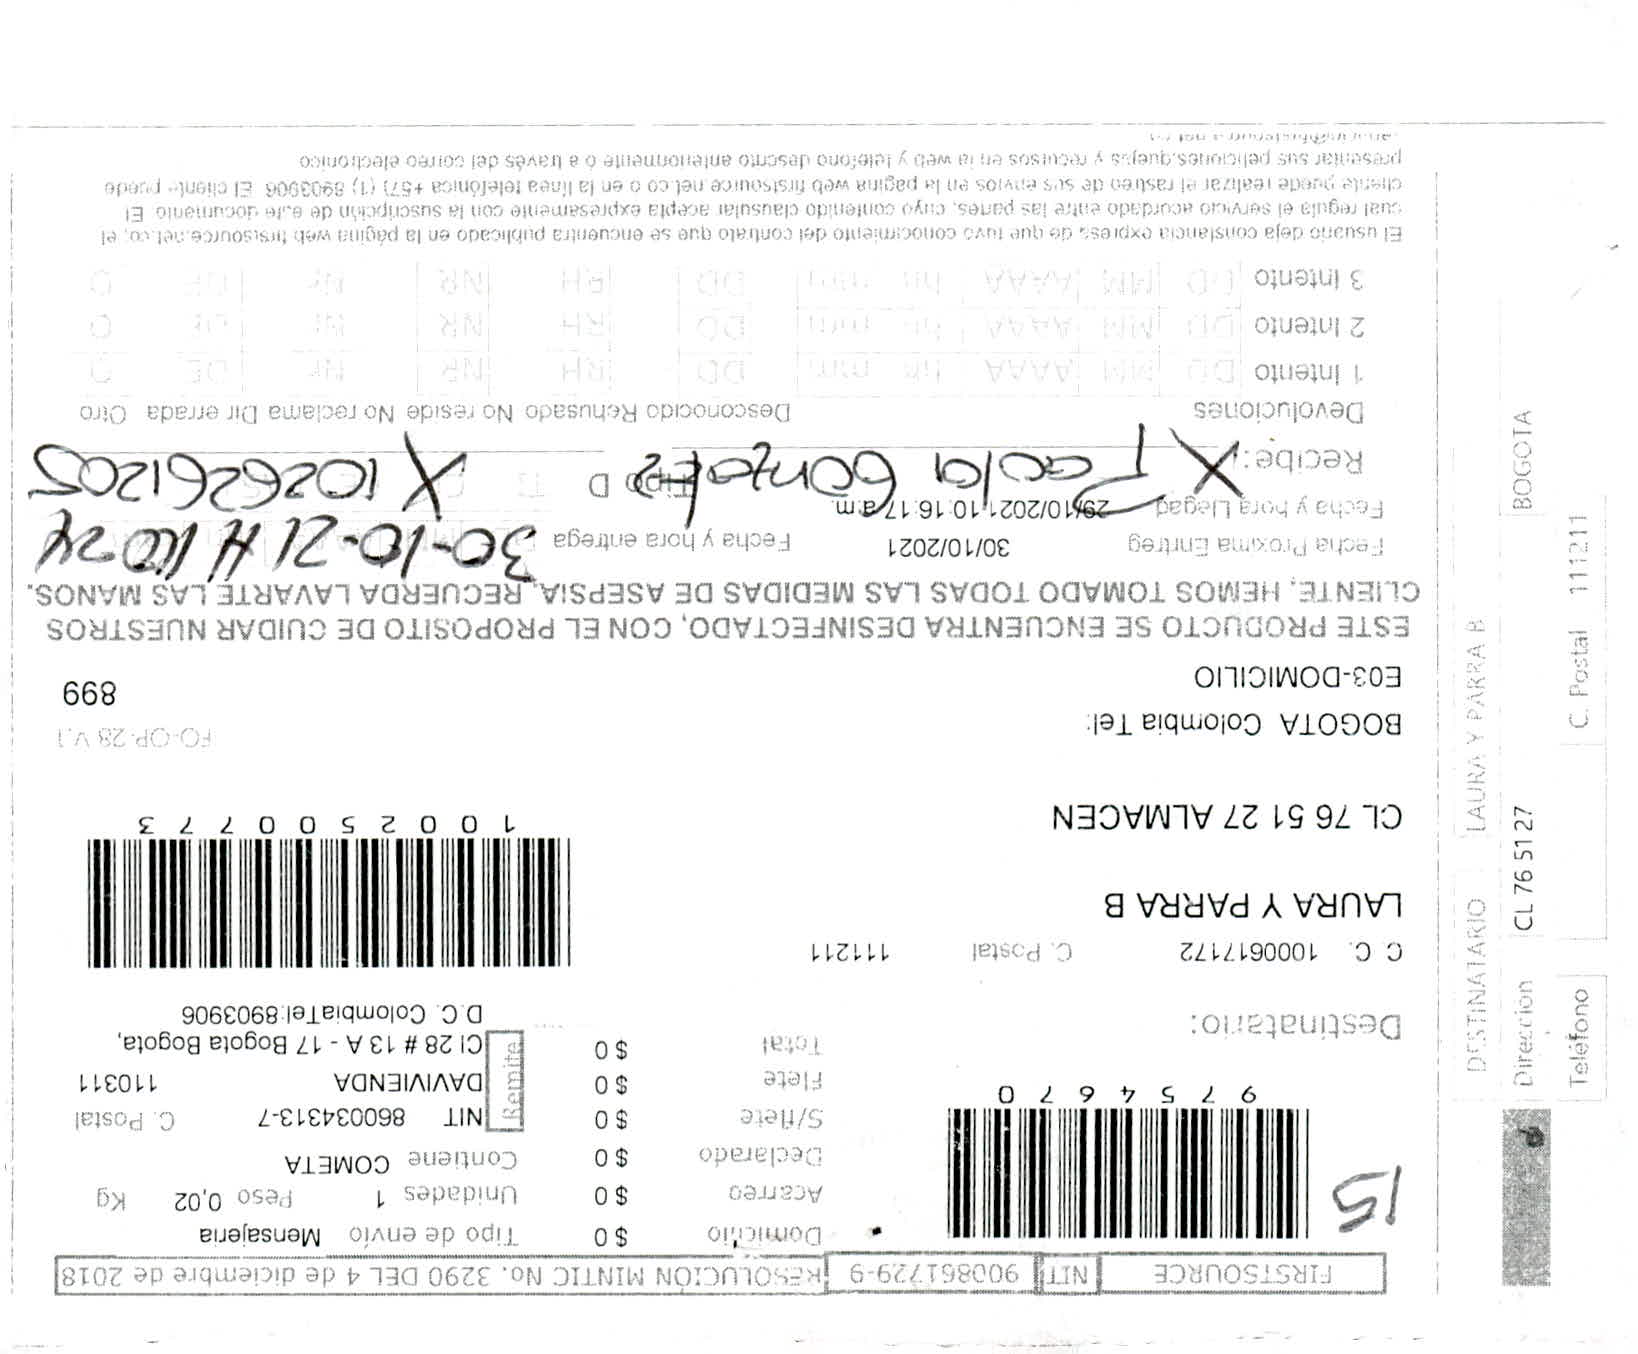 FIRSTSOURCE NIT 900861729-9 RESOLUCIÓN MINTIC No. 3290 DEL 4 de diciembre de 2018
15
9 7 5 4 6 7 0
Domicilio $ 0
Acarreo $ 0
Declarado $ 0
S/flete $ 0
Flete $ 0
Total $ 0
Tipo de envío Mensajeria
Unidades 1 Peso 0,02 Kg
Contiene COMETA
Remite
NIT 860034313-7 C. Postal
DAVIVIENDA 110311
Cl 28 # 13 A - 17 Bogota Bogota,
D.C. ColombiaTel:8903906
Destinatario:
C. C. 1000617172 C. Postal 111211
LAURA Y PARRA B
CL 76 51 27 ALMACEN
1 0 0 2 5 0 0 7 7 3
BOGOTA Colombia Tel:
E03-DOMICILIO
FO-OP-28 V.1
899
ESTE PRODUCTO SE ENCUENTRA DESINFECTADO, CON EL PROPOSITO DE CUIDAR NUESTROS
CLIENTE, HEMOS TOMADO TODAS LAS MEDIDAS DE ASEPSIA, RECUERDA LAVARTE LAS MANOS.
Fecha Proxima Enrtreg 30/10/2021 Fecha y hora entrega 30-10-21 H
Fecha y hora Llegad 29/10/2021 10:16:17 a.m.
Recibe: X Paola Gonzalez Tipo D TI X 1026261205
Devoluciones Desconocido Rehusado No reside No reclama Dir errada Otro
1 Intento DD MM AAAA hh mm DD RH NR Nr DE O
2 Intento DD MM AAAA hh mm DD RH NR Nr DE O
3 Intento DD MM AAAA hh mm DD RH NR Nr DE O
El usuario deja constancia expresa de que tuvo conocimiento del contrato que se encuentra publicado en la página web firstsource.net.co, el
cual regula el servicio acordado entre las partes, cuyo contenido clausular acepta expresamente con la suscripción de este documento. El
cliente puede realizar el rastreo de sus envios en la pagina web firstsource.net.co o en la línea telefónica +57) (1) 8903906 El cliente puede
presentar sus peticiones,quejas y recursos en la web y telefono descrito anteriormente ó a través del correo electronico
DESTINATARIO LAURA Y PARRA B
Direccion CL 76 51 27 BOGOTA
Teléfono C. Postal 111211